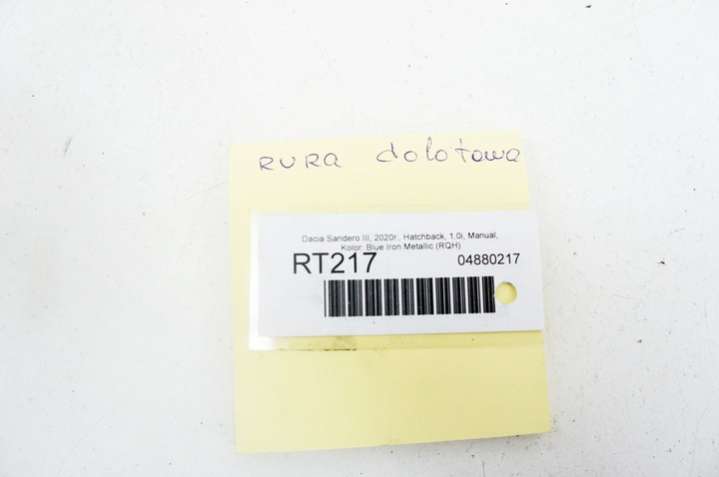 RURA dolotowa
Dacia Sandero III, 2020r., Hatchback, 1.0i, Manual,
Kolor: Blue Iron Metallic (RQH)
RT217 04880217